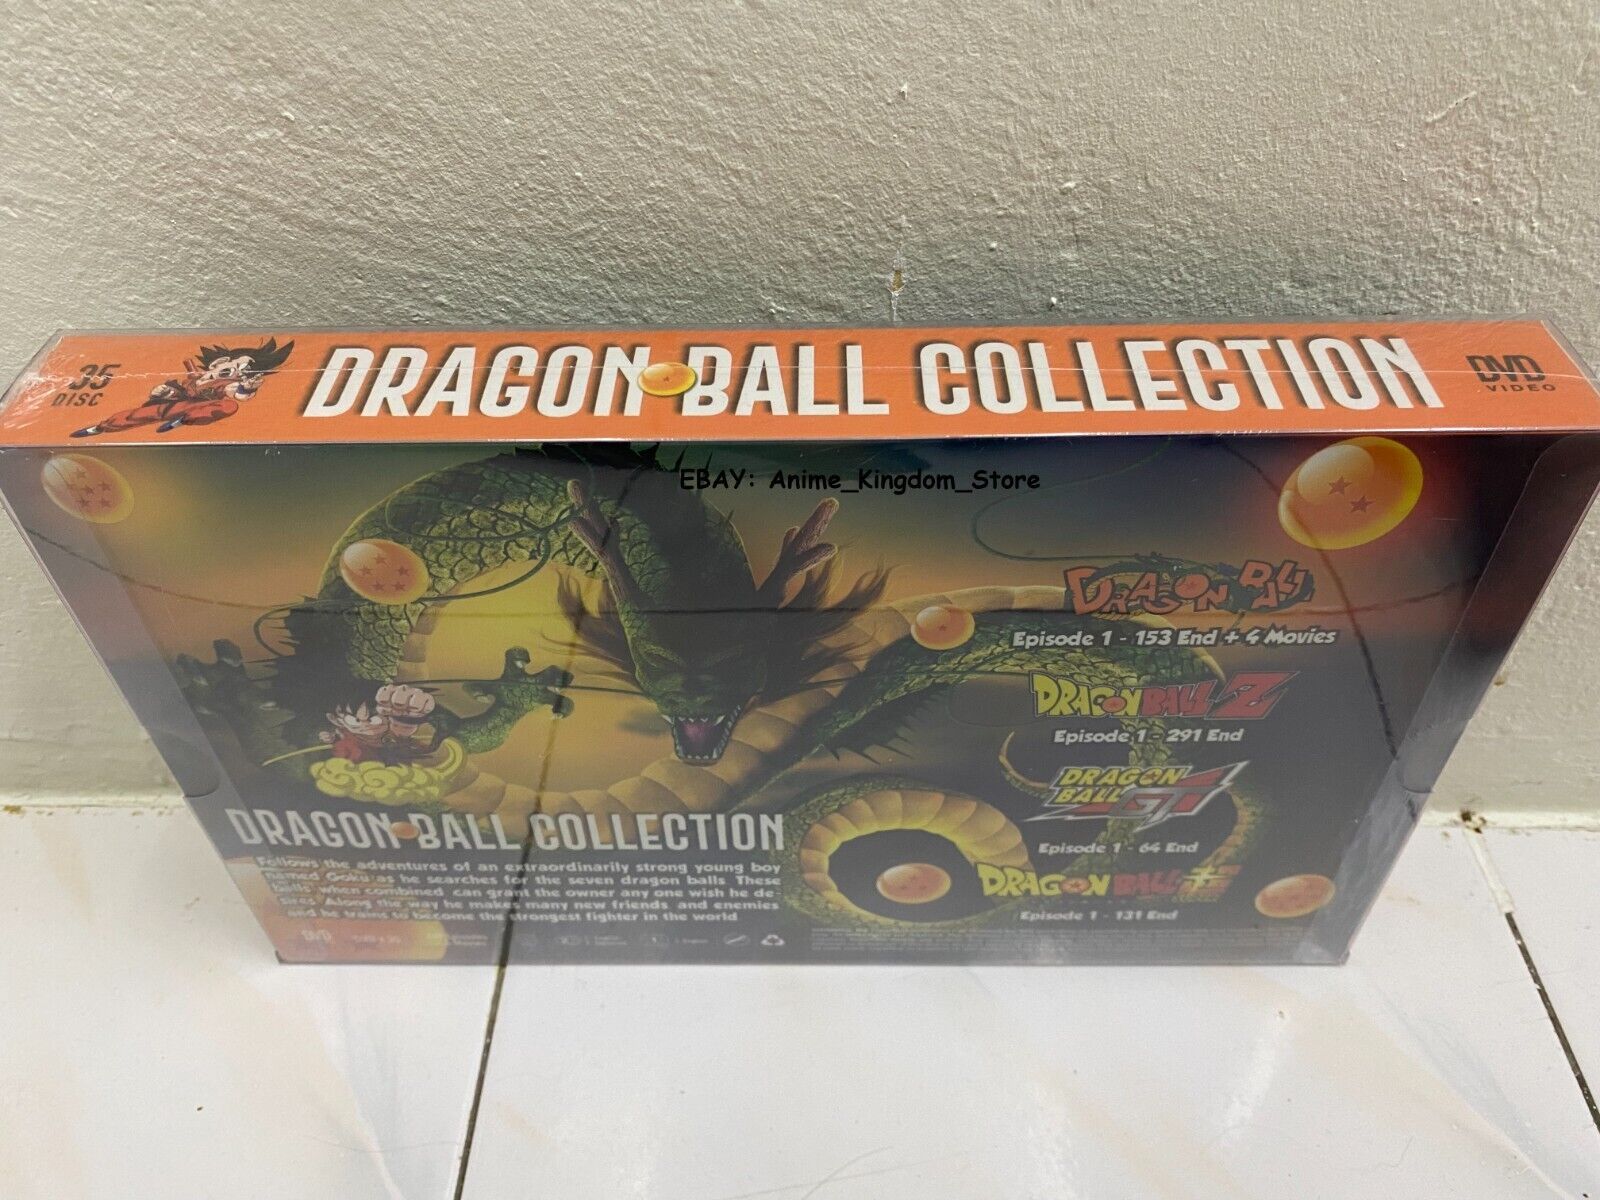 35
DISC
DRAGON BALL COLLECTION
DVD
VIDEO
EBAY: Anime_Kingdom_Store
DRAGON BALL
Episode 1 - 153 End + 4 Movies
DRAGON BALL Z
Episode 1 - 291 End
DRAGON
BALL GT
Episode 1 - 64 End
DRAGON BALL 超
Episode 1 - 131 End
DRAGON BALL COLLECTION
Follows the adventures of an extraordinarily strong young boy
named Goku as he searches for the seven dragon balls. These
balls when combined can grant the owner any one wish he de
sires. Along the way he makes many new friends and enemies
and he trains to become the strongest fighter in the world
DVD